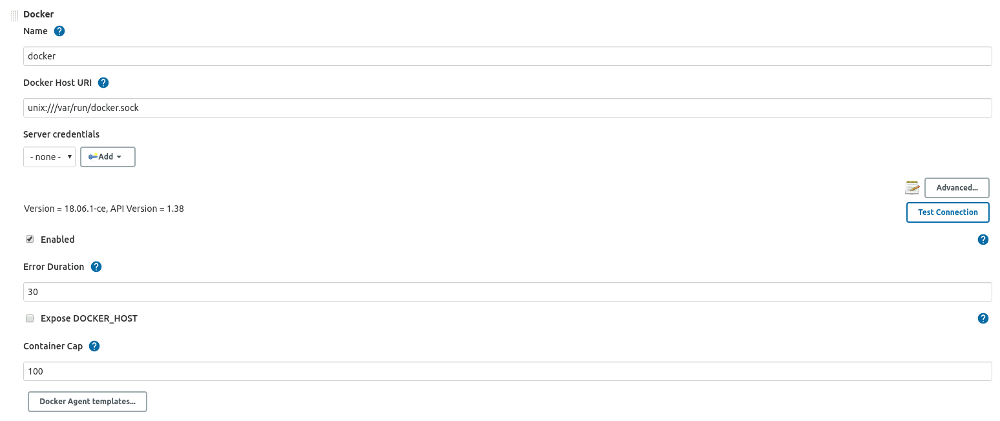 Docker
Name ?
docker
Docker Host URI ?
unix:///var/run/docker.sock
Server credentials
- none - Add
Advanced...
Version = 18.06.1-ce, API Version = 1.38 Test Connection
Enabled ?
Error Duration ?
30
Expose DOCKER_HOST ?
Container Cap ?
100
Docker Agent templates...